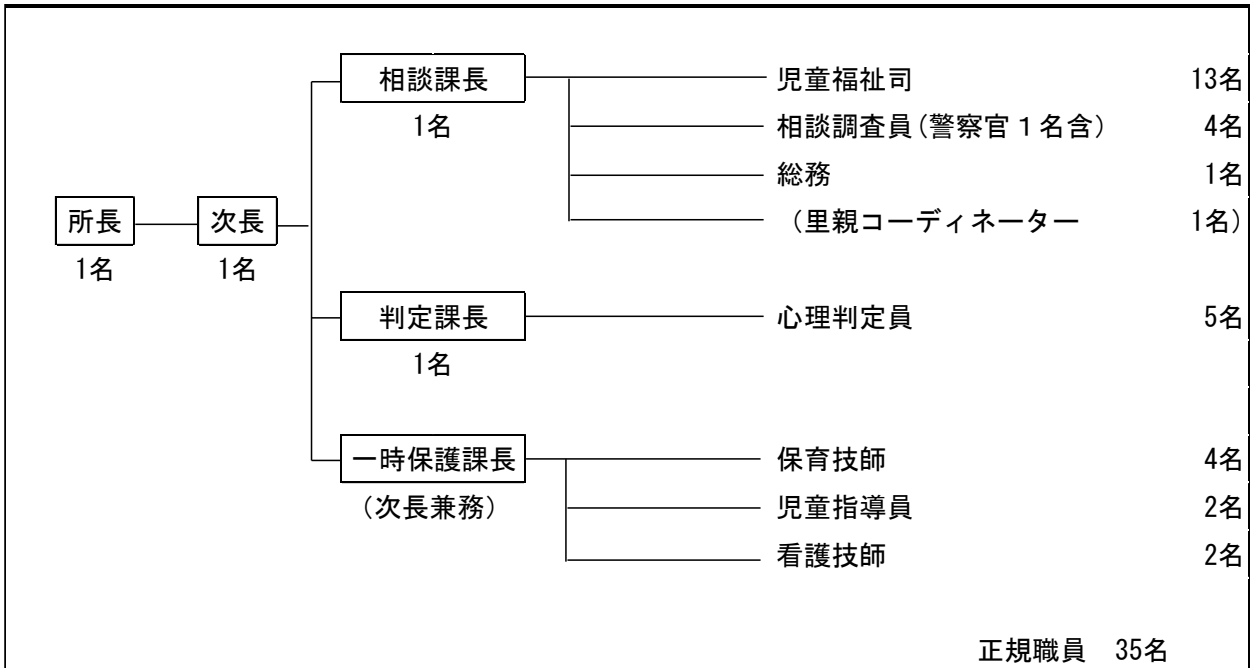 相談課長 児童福祉司 13名
1名
相談調査員(警察官1名含) 4名
総務 1名
所長 次長 (里親コーディネーター 1名)
1名 1名
判定課長 心理判定員 5名
1名
一時保護課長 保育技師 4名
(次長兼務) 児童指導員 2名
看護技師 2名
正規職員 35名